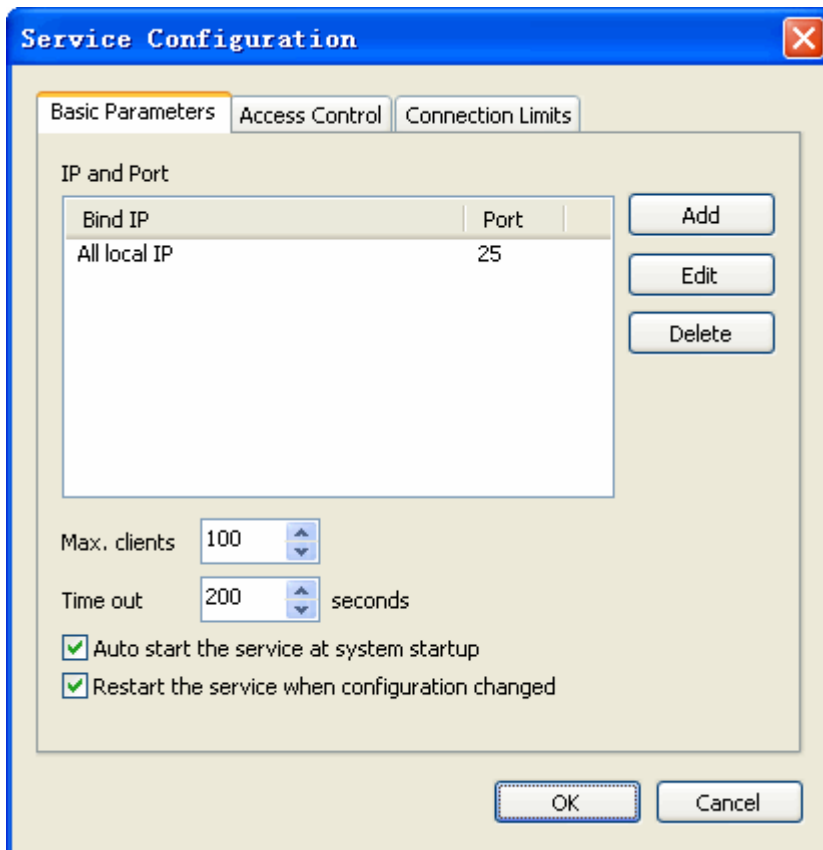 Service Configuration
Basic Parameters Access Control Connection Limits
IP and Port
Bind IP Port
All local IP 25
Add
Edit
Delete
Max. clients 100
Time out 200 seconds
Auto start the service at system startup
Restart the service when configuration changed
OK Cancel